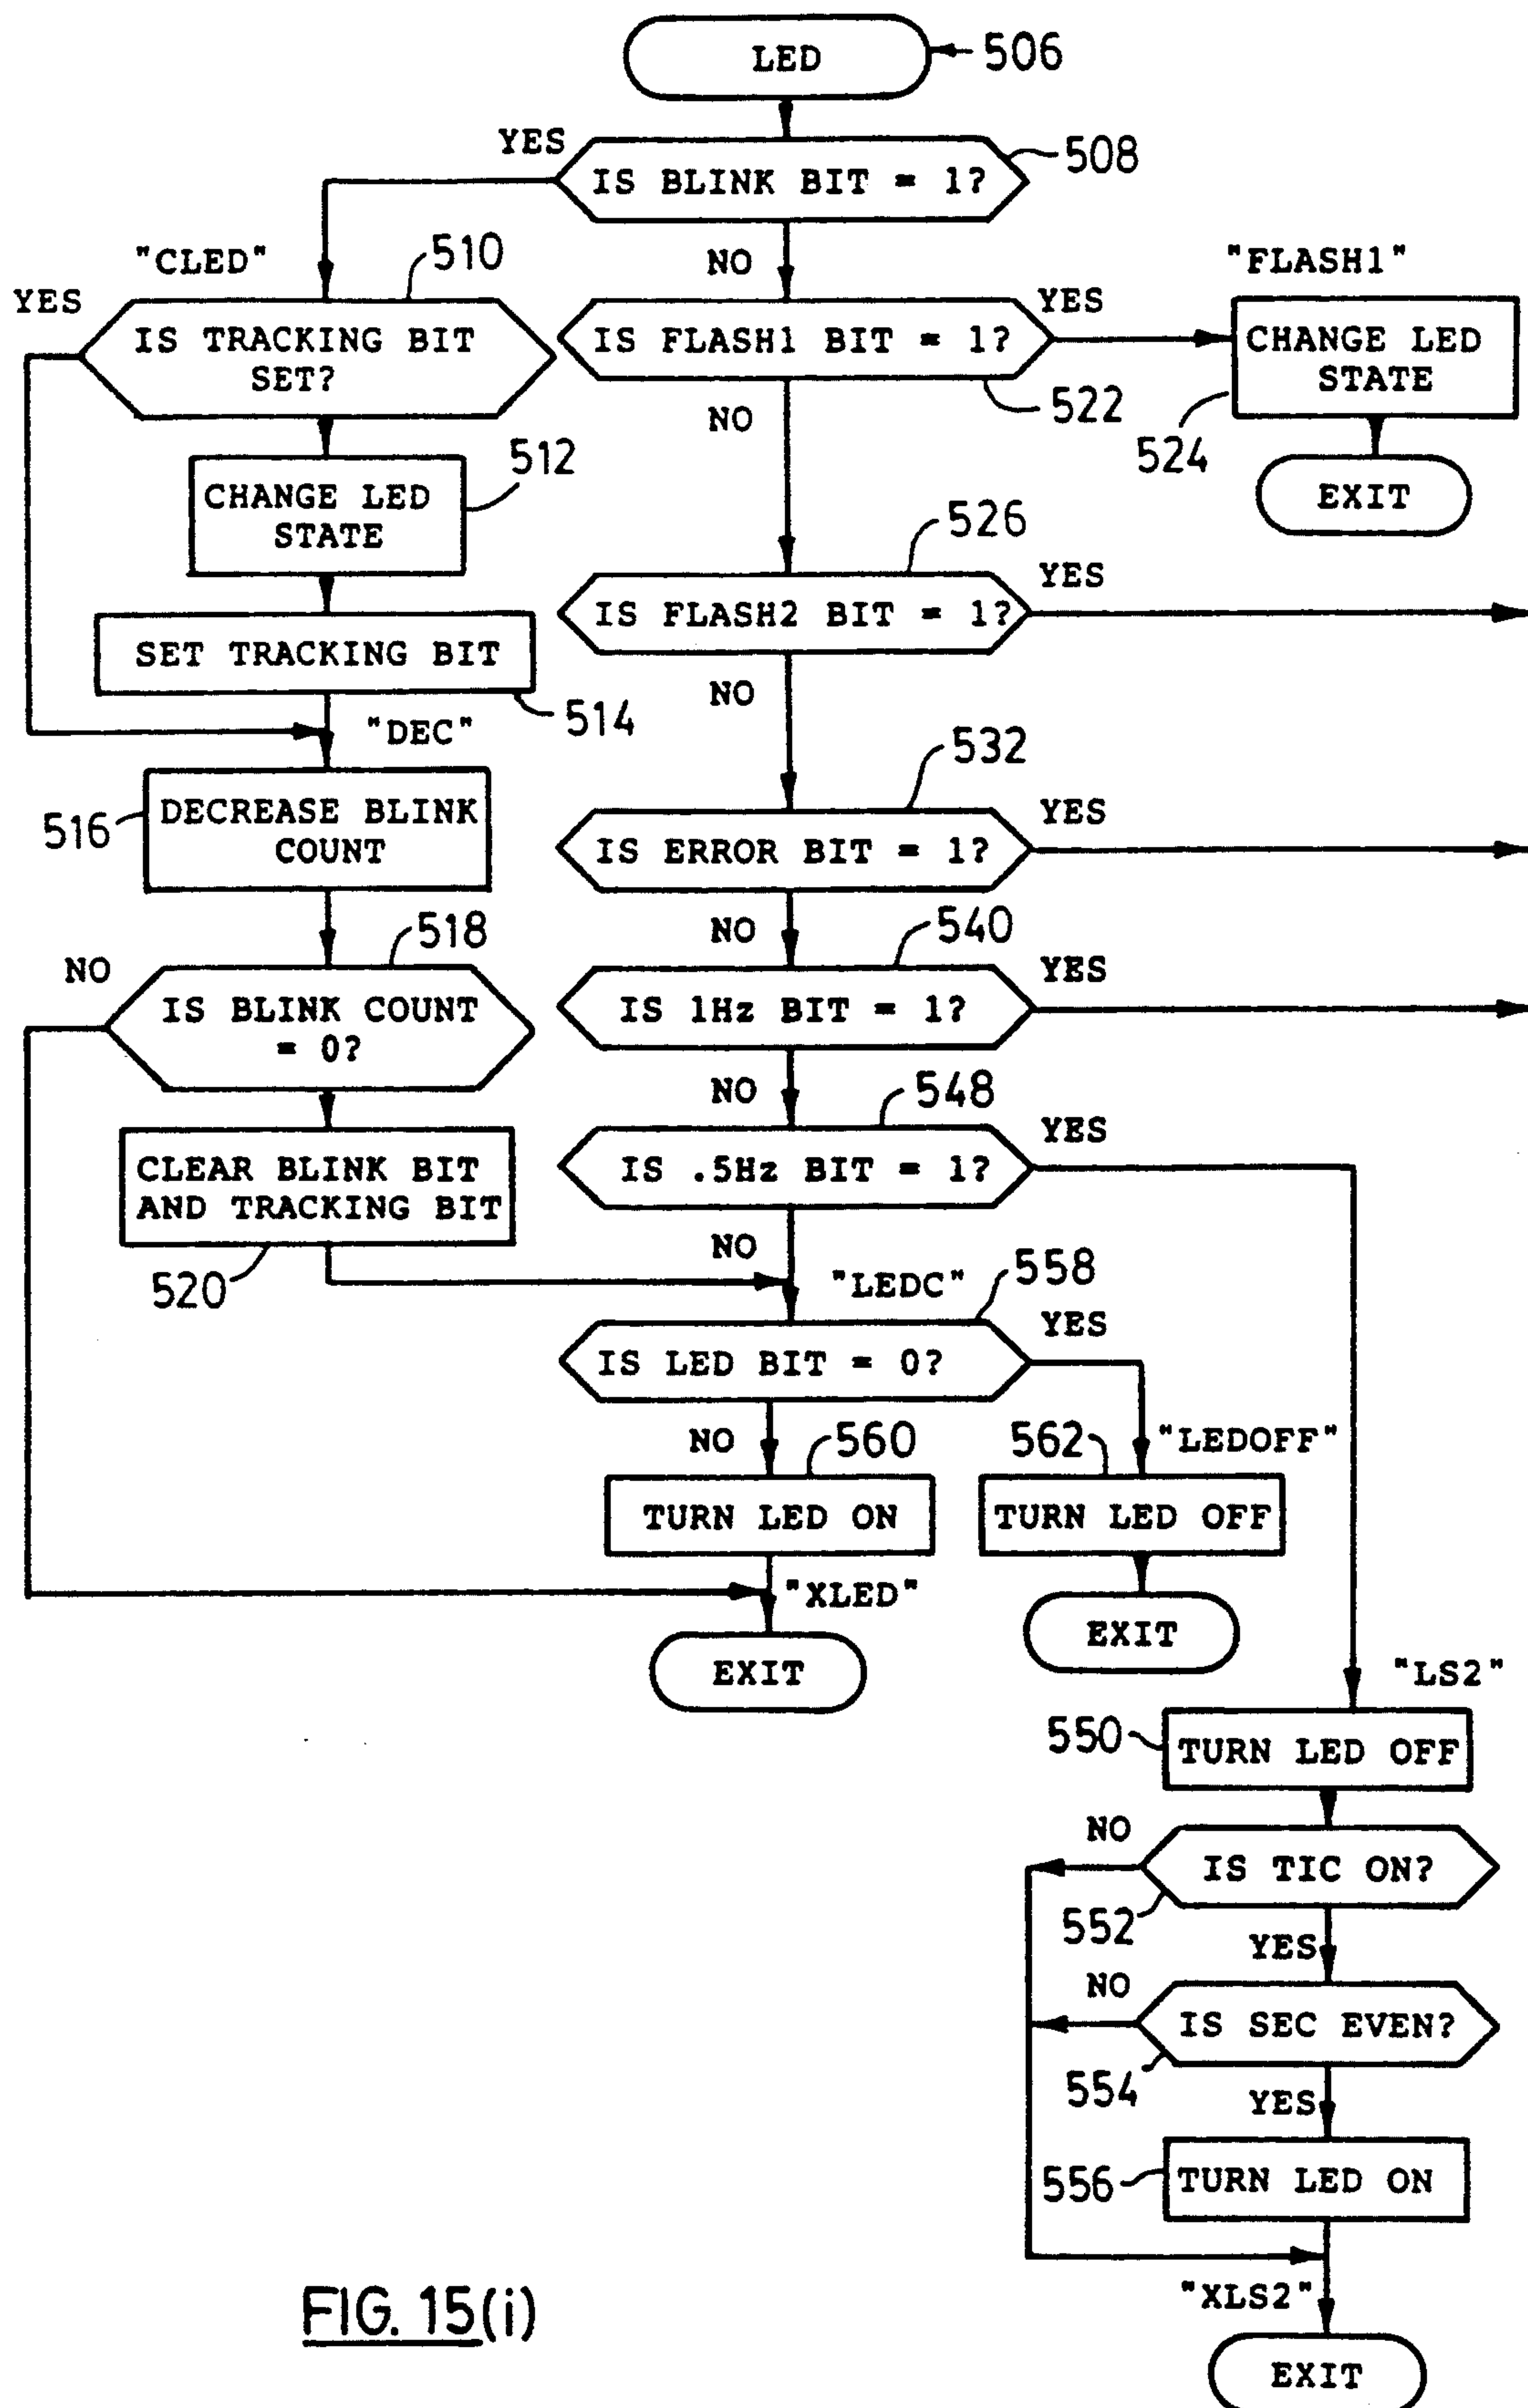 LED
506
YES
IS BLINK BIT = 1?
508
"CLED"
510
NO
"FLASH1"
YES
IS TRACKING BIT
SET?
IS FLASH1 BIT = 1?
YES
522
CHANGE LED
STATE
524
EXIT
NO
512
CHANGE LED
STATE
526
IS FLASH2 BIT = 1?
YES
SET TRACKING BIT
514
NO
"DEC"
532
516
DECREASE BLINK
COUNT
IS ERROR BIT = 1?
YES
518
NO
540
NO
IS BLINK COUNT
= 0?
IS 1Hz BIT = 1?
YES
NO
548
CLEAR BLINK BIT
AND TRACKING BIT
520
IS .5Hz BIT = 1?
YES
NO
"LEDC"
558
IS LED BIT = 0?
YES
NO
560
562
"LEDOFF"
TURN LED ON
TURN LED OFF
"XLED"
EXIT
EXIT
"LS2"
550
TURN LED OFF
NO
IS TIC ON?
552
YES
NO
IS SEC EVEN?
554
YES
556
TURN LED ON
"XLS2"
EXIT
FIG. 15(i)